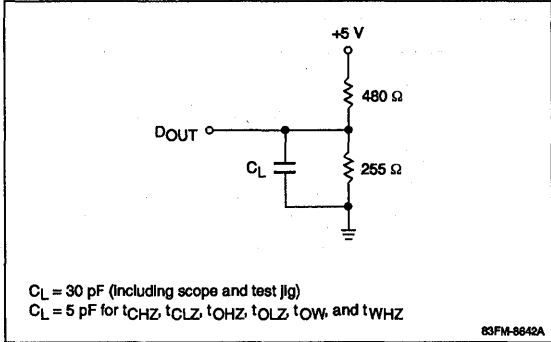 +5 V
480 Ω
DOUT
CL
255 Ω
CL = 30 pF (including scope and test jig)
CL = 5 pF for tCHZ, tCLZ, tOHZ, tOLZ, tOW, and tWHZ
83FM-8642A